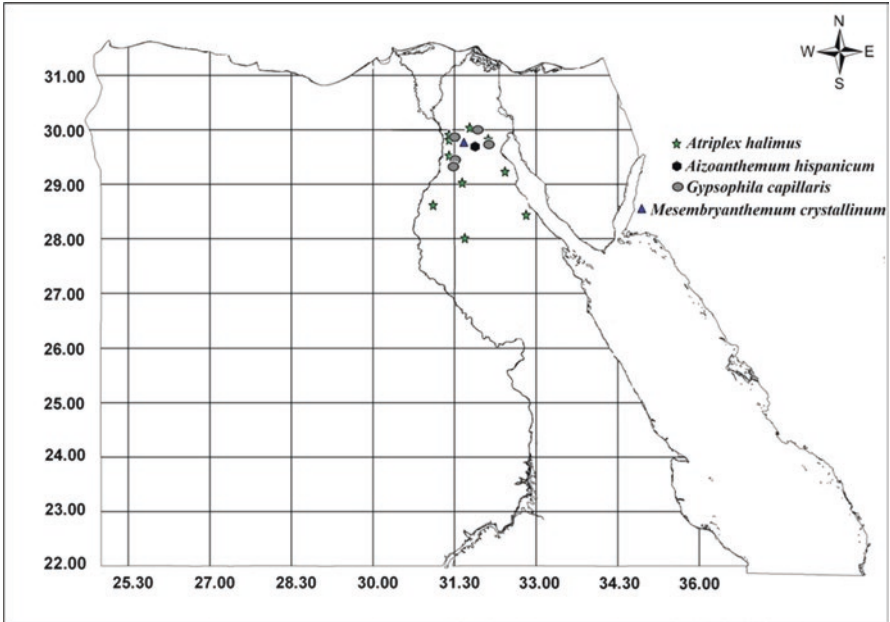 N
W E
S
31.00
30.00
29.00
28.00
27.00
26.00
25.00
24.00
23.00
22.00
25.30 27.00 28.30 30.00 31.30 33.00 34.30 36.00
Atriplex halimus
Aizoanthemum hispanicum
Gypsophila capillaris
Mesembryanthemum crystallinum